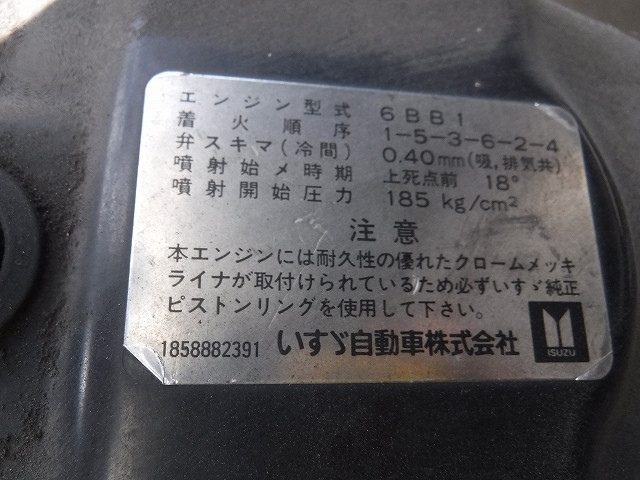 エンジン型式 6BB1
着火順序 1-5-3-6-2-4
弁スキマ(冷間) 0.40mm(吸,排気共)
噴射始メ時期 上死点前 18°
噴射開始圧力 185 kg/cm²
注意
本エンジンには耐久性の優れたクロームメッキ
ライナが取付けられているため必ずいすゞ純正
ピストンリングを使用して下さい。
1858882391 いすゞ自動車株式会社
ISUZU